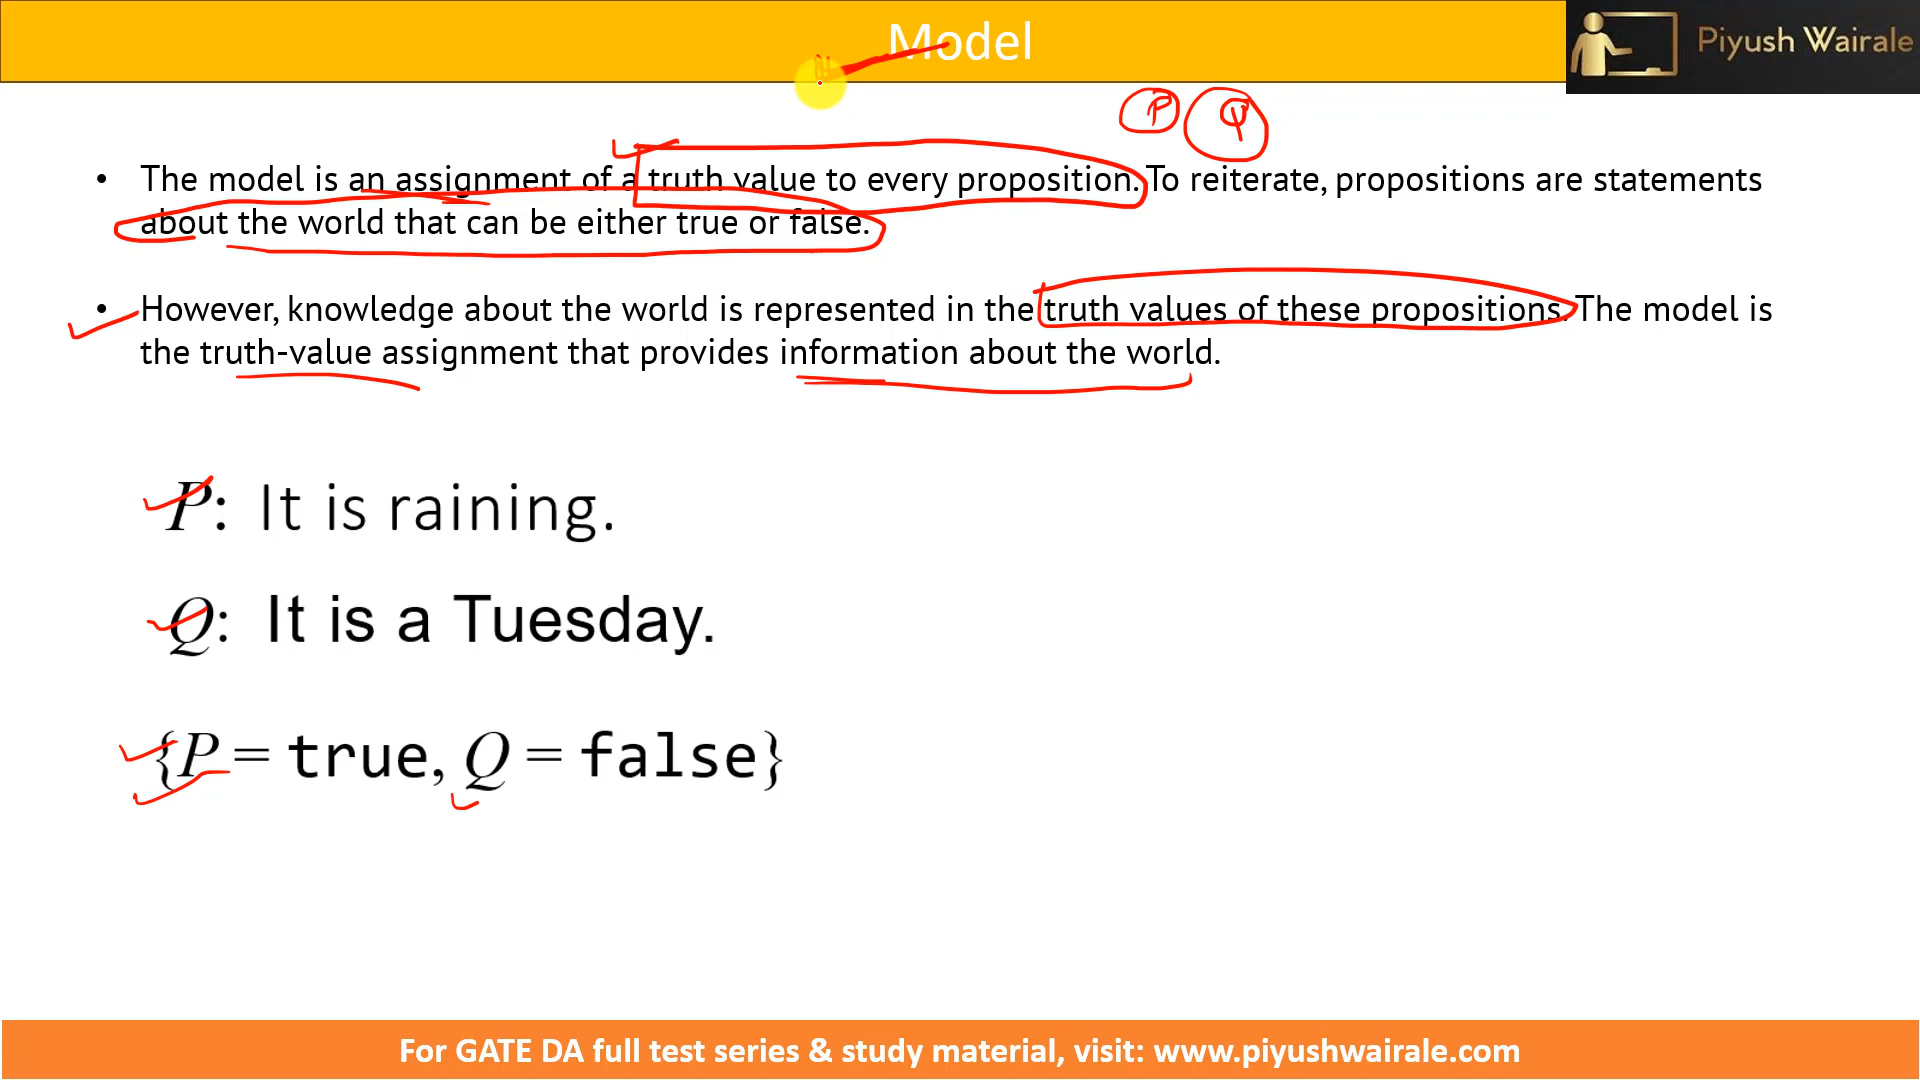 Model
Piyush Wairale
P Q
• The model is an assignment of a truth value to every proposition. To reiterate, propositions are statements
about the world that can be either true or false.
• However, knowledge about the world is represented in the truth values of these propositions. The model is
the truth-value assignment that provides information about the world.
P: It is raining.
Q: It is a Tuesday.
{P = true, Q = false}
For GATE DA full test series & study material, visit: www.piyushwairale.com